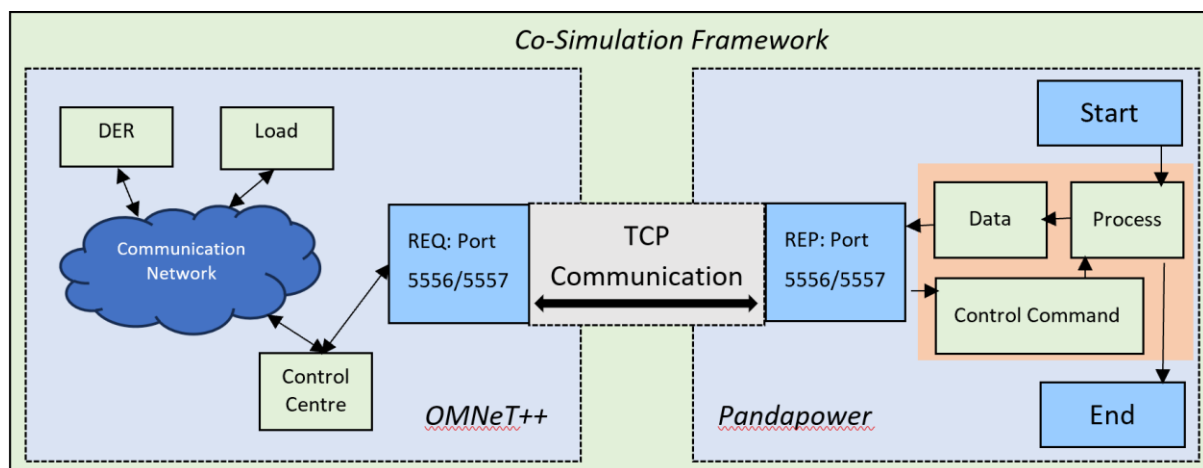 Co-Simulation Framework
DER
Load
Communication
Network
Control
Centre
REQ: Port
5556/5557
OMNeT++
TCP
Communication
REP: Port
5556/5557
Start
Data
Process
Control Command
End
Pandapower